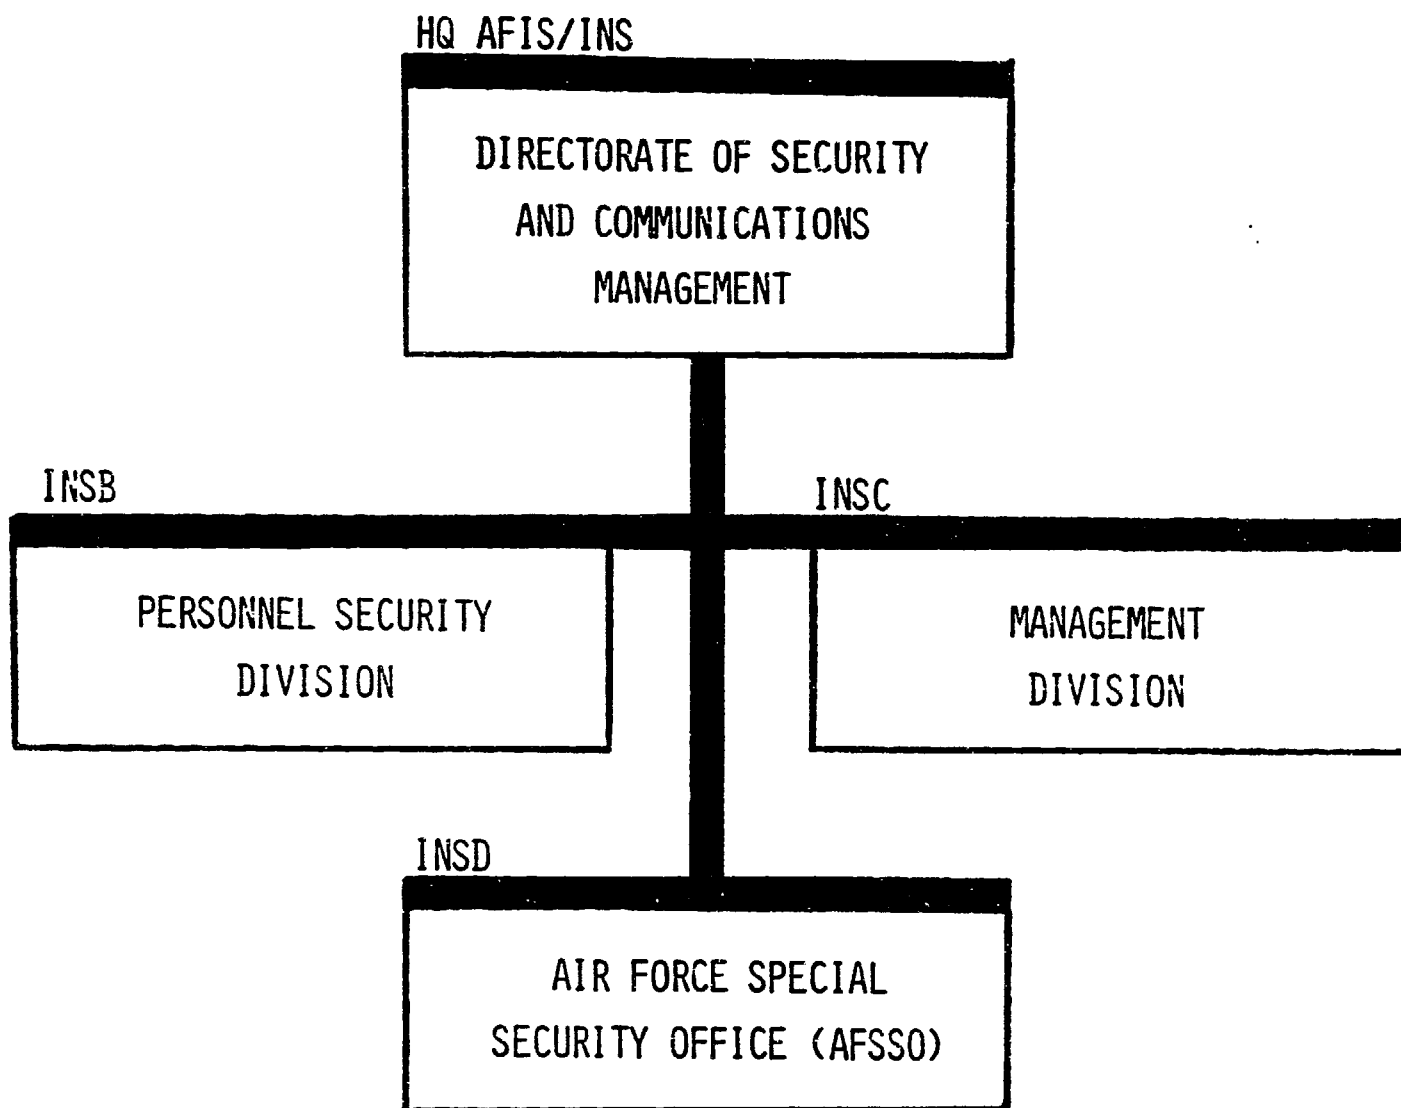 HQ AFIS/INS
DIRECTORATE OF SECURITY
AND COMMUNICATIONS
MANAGEMENT
INSB
INSC
PERSONNEL SECURITY
DIVISION
MANAGEMENT
DIVISION
INSD
AIR FORCE SPECIAL
SECURITY OFFICE (AFSSO)